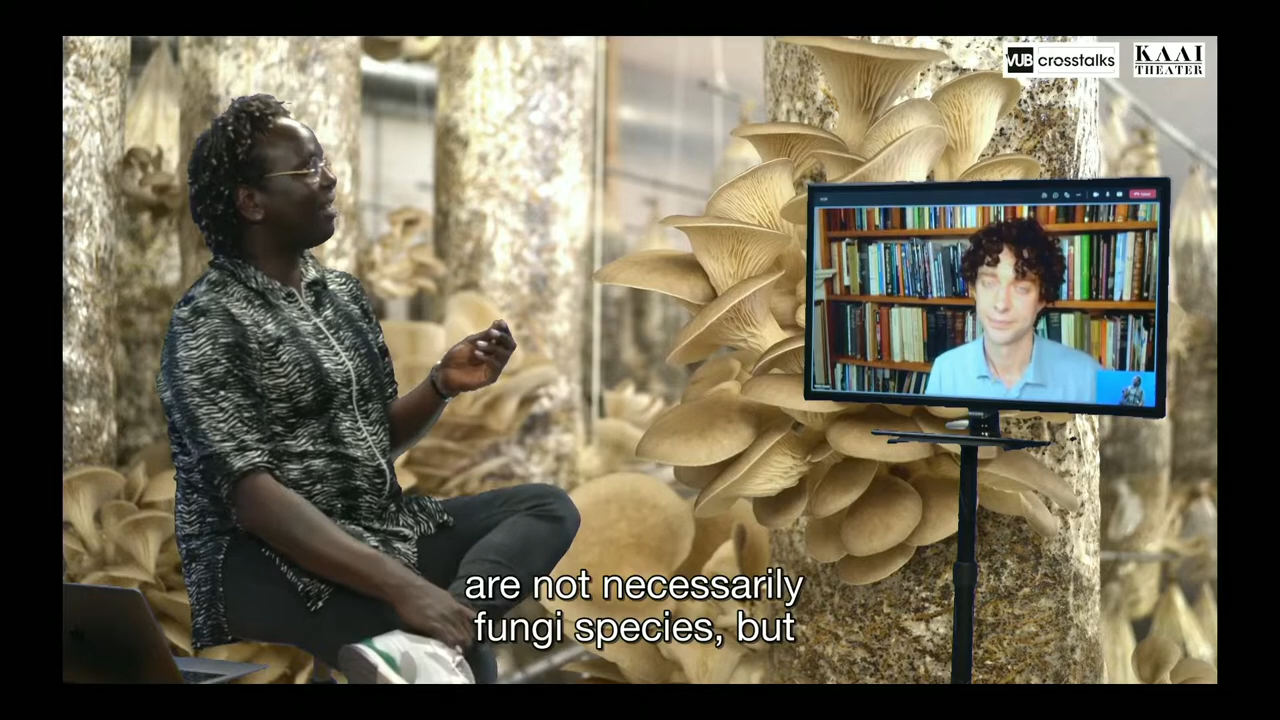 VUB crosstalks
KAAI
THEATER
are not necessarily
fungi species, but